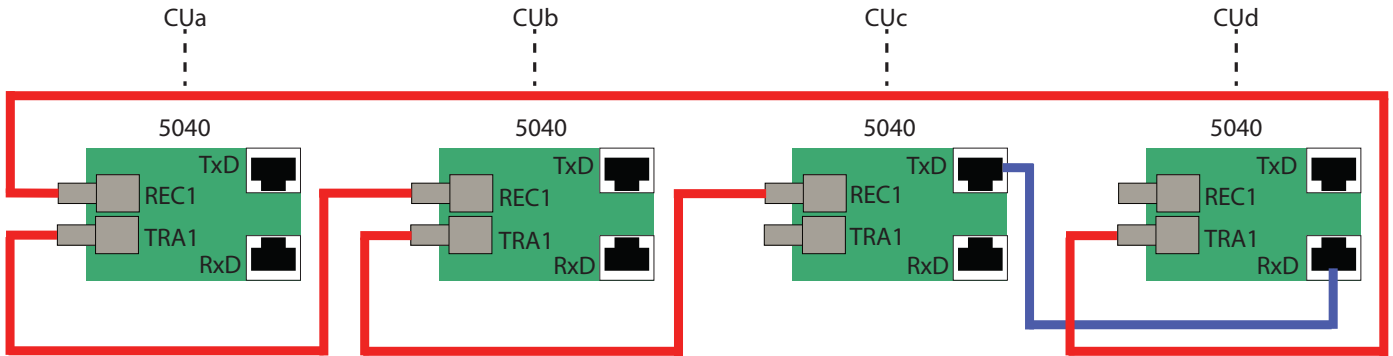 CUa CUb CUc CUd
5040 5040 5040 5040
TxD TxD TxD TxD
REC1 REC1 REC1 REC1
TRA1 TRA1 TRA1 TRA1
RxD RxD RxD RxD